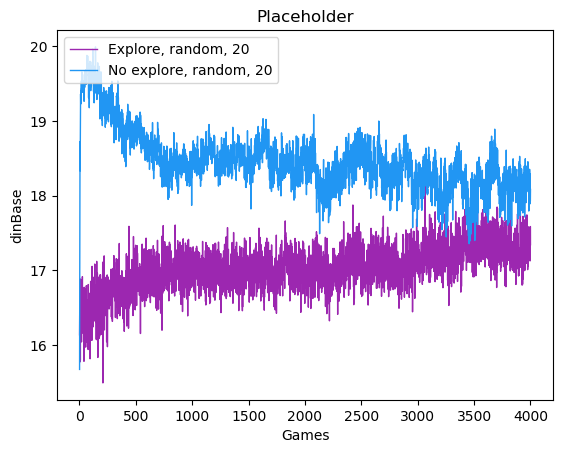 Placeholder
Explore, random, 20
No explore, random, 20
20
19
18
17
16
dinBase
0 500 1000 1500 2000 2500 3000 3500 4000
Games